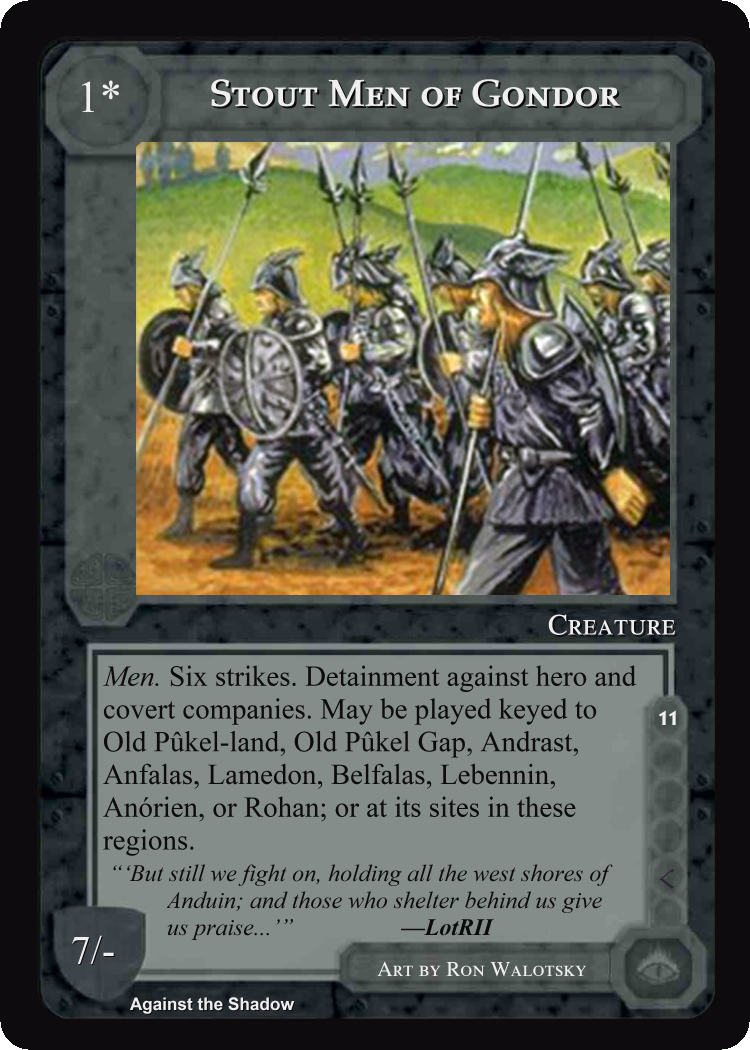 1*
Stout Men of Gondor
Creature
Men. Six strikes. Detainment against hero and
covert companies. May be played keyed to
Old Pûkel-land, Old Pûkel Gap, Andrast,
Anfalas, Lamedon, Belfalas, Lebennin,
Anórien, or Rohan; or at its sites in these
regions.
11
“‘But still we fight on, holding all the west shores of
Anduin; and those who shelter behind us give
us praise...’” —LotRII
7/-
Art by Ron Walotsky
Against the Shadow